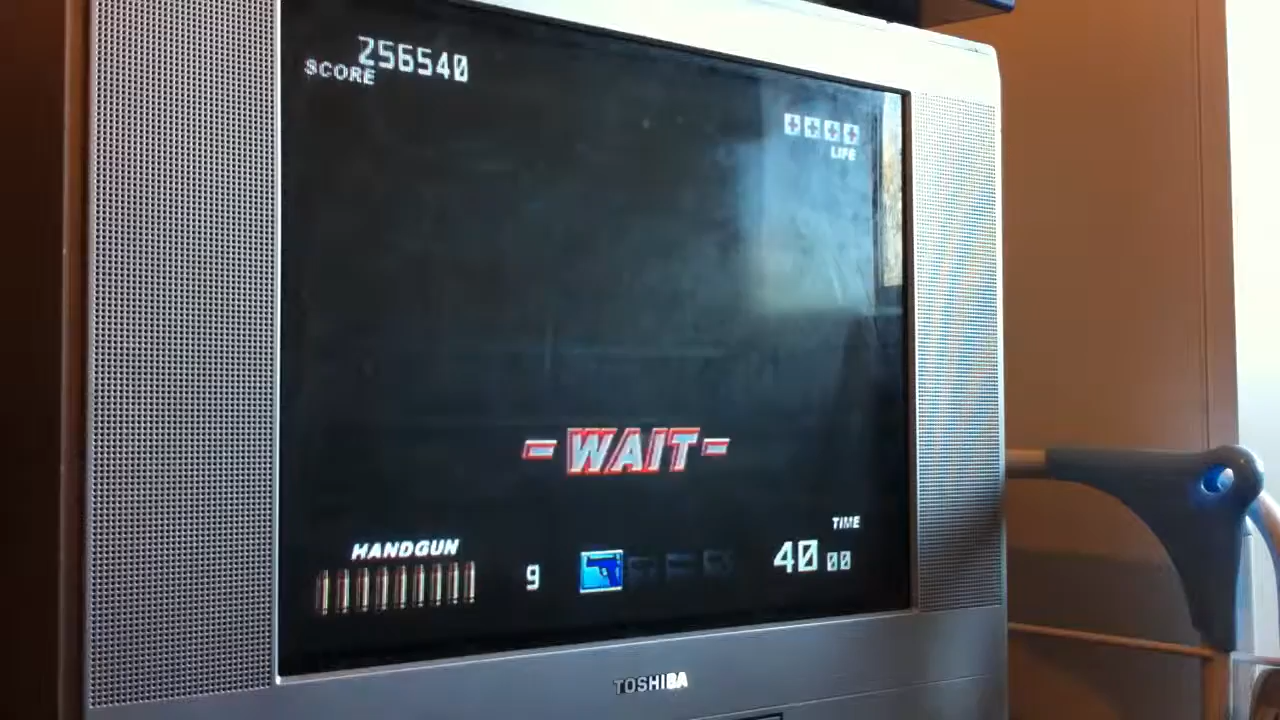 256540
SCORE
LIFE
-WAIT-
TIME
HANDGUN
9
40 00
TOSHIBA